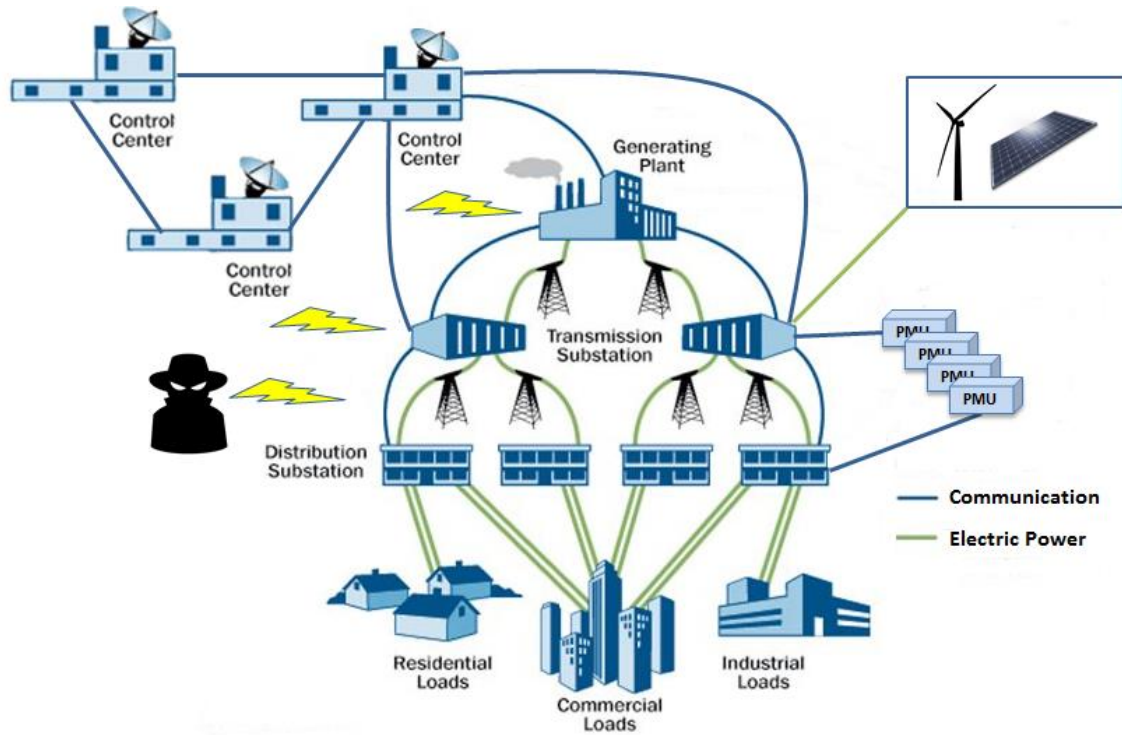 Control
Center
Control
Center
Control
Center
Generating
Plant
Transmission
Substation
PMU
PMU
PMU
PMU
Distribution
Substation
Communication
Electric Power
Residential
Loads
Commercial
Loads
Industrial
Loads